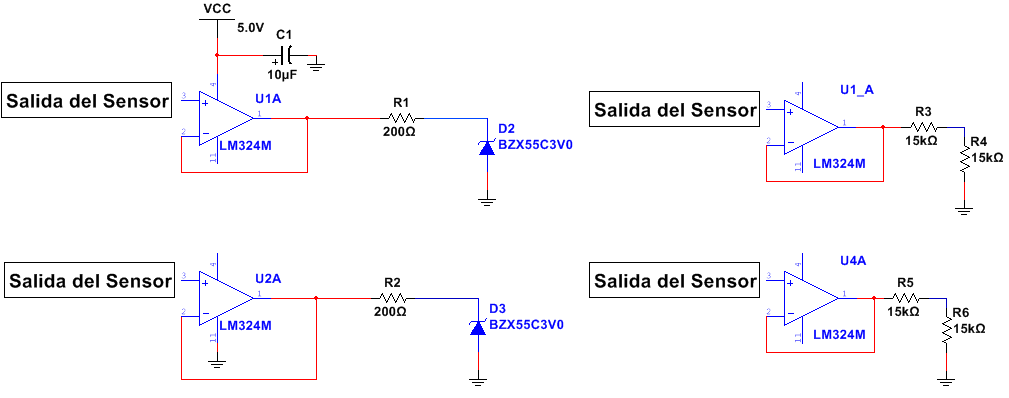 VCC
5.0V
C1
10µF
4
Salida del Sensor
3
2
1
11
U1A
LM324M
R1
200Ω
D2
BZX55C3V0
Salida del Sensor
3
2
4
1
11
U1_A
LM324M
R3
15kΩ
R4
15kΩ
Salida del Sensor
3
2
4
1
11
U2A
LM324M
R2
200Ω
D3
BZX55C3V0
Salida del Sensor
3
2
4
1
11
U4A
LM324M
R5
15kΩ
R6
15kΩ